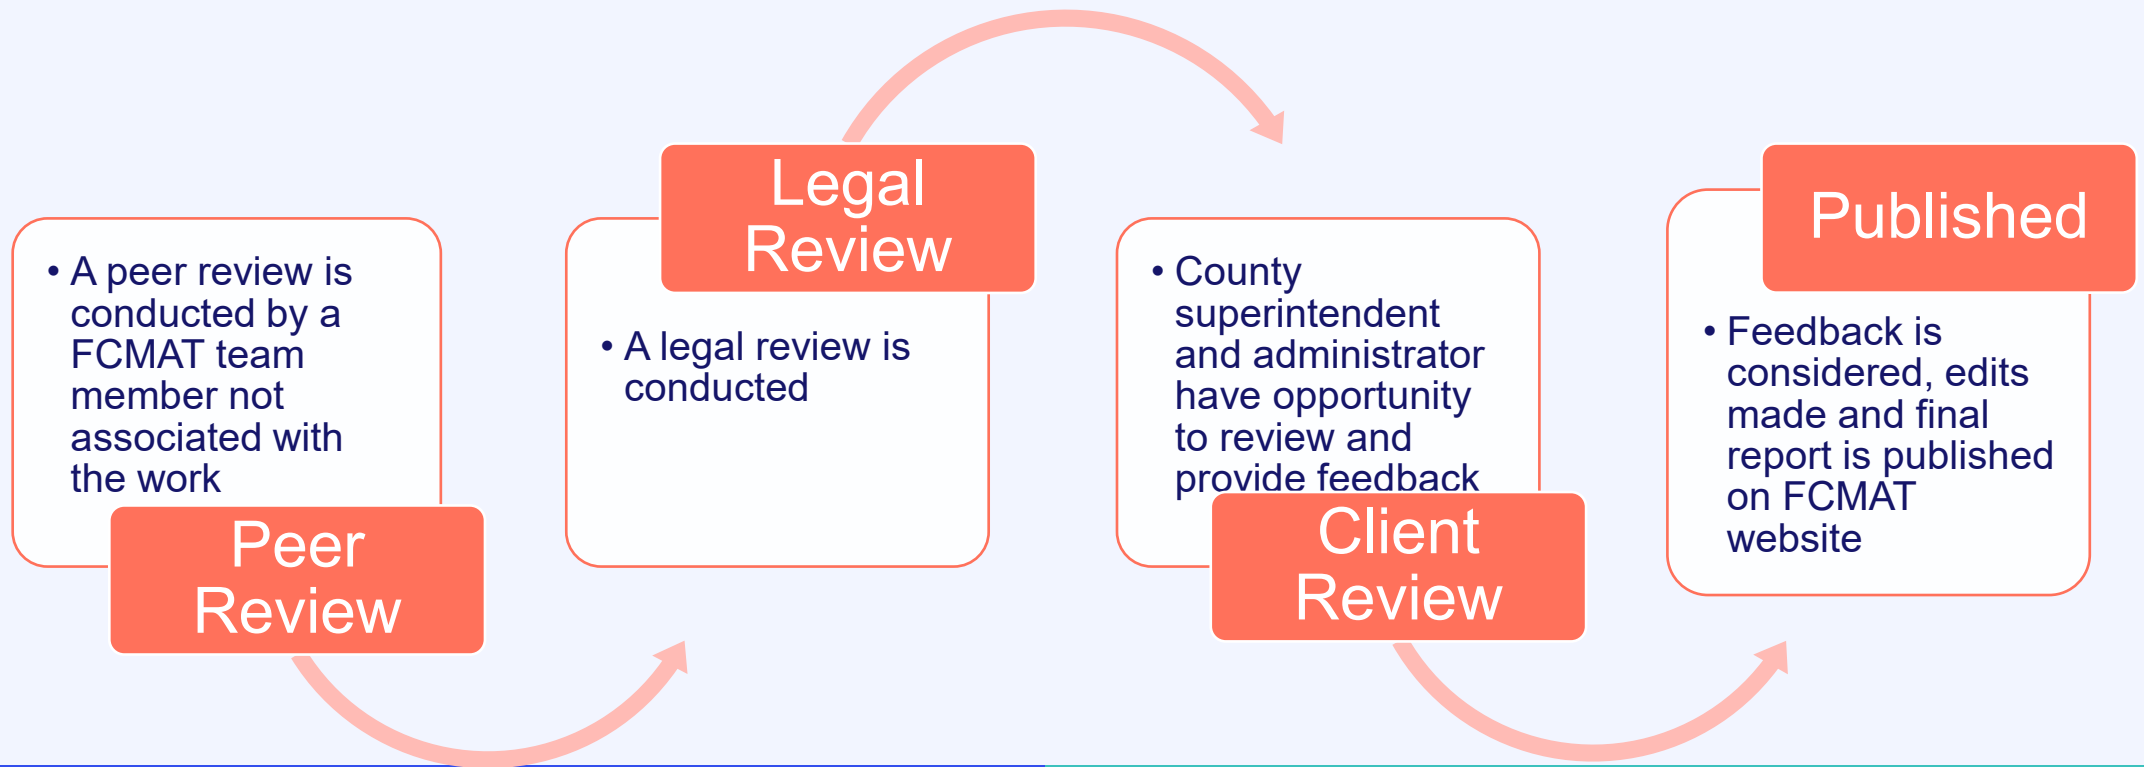 • A peer review is
conducted by a
FCMAT team
member not
associated with
the work
Peer
Review
Legal
Review
• A legal review is
conducted
• County
superintendent
and administrator
have opportunity
to review and
provide feedback
Client
Review
Published
• Feedback is
considered, edits
made and final
report is published
on FCMAT
website